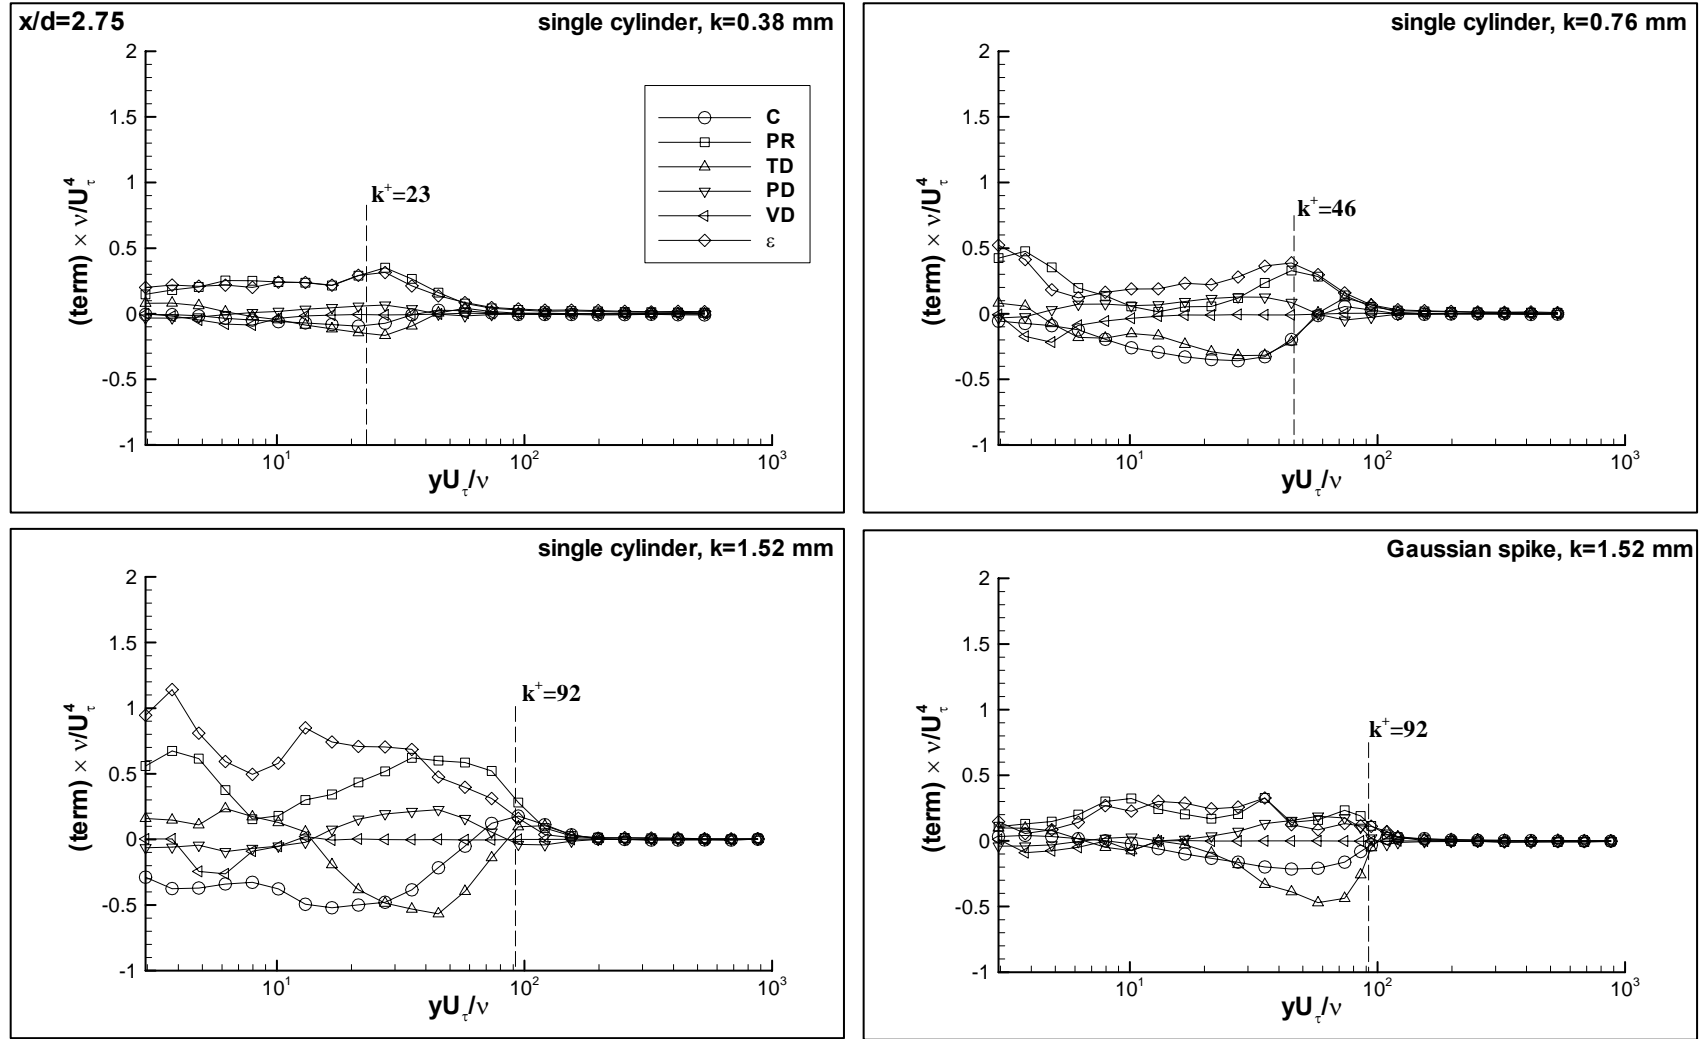 x/d=2.75
single cylinder, k=0.38 mm
2
1.5
1
0.5
0
-0.5
-1
(term) × ν/U⁴τ
C
PR
TD
PD
VD
ε
k⁺=23
10¹
10²
10³
yUτ/ν
single cylinder, k=0.76 mm
2
1.5
1
0.5
0
-0.5
-1
(term) × ν/U⁴τ
k⁺=46
10¹
10²
10³
yUτ/ν
single cylinder, k=1.52 mm
2
1.5
1
0.5
0
-0.5
-1
(term) × ν/U⁴τ
k⁺=92
10¹
10²
10³
yUτ/ν
Gaussian spike, k=1.52 mm
2
1.5
1
0.5
0
-0.5
-1
(term) × ν/U⁴τ
k⁺=92
10¹
10²
10³
yUτ/ν